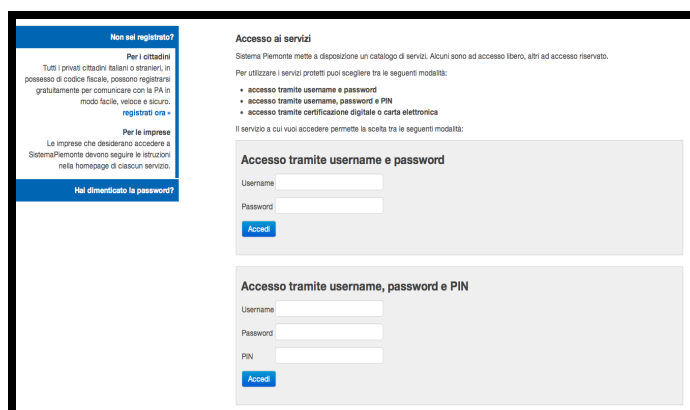 Non sei registrato?
Per i cittadini
Tutti i privati cittadini italiani o stranieri, in
possesso di codice fiscale, possono registrarsi
gratuitamente per comunicare con la PA in
modo facile, veloce e sicuro.
registrati ora »
Per le imprese
Le imprese che desiderano accedere a
SistemaPiemonte devono seguire le istruzioni
nella homepage di ciascun servizio.
Hai dimenticato la password?
Accesso ai servizi
Sistema Piemonte mette a disposizione un catalogo di servizi. Alcuni sono ad accesso libero, altri ad accesso riservato.
Per utilizzare i servizi protetti puoi scegliere tra le seguenti modalità:
• accesso tramite username e password
• accesso tramite username, password e PIN
• accesso tramite certificazione digitale o carta elettronica
Il servizio a cui vuoi accedere permette la scelta tra le seguenti modalità:
Accesso tramite username e password
Username
Password
Accedi
Accesso tramite username, password e PIN
Username
Password
PIN
Accedi